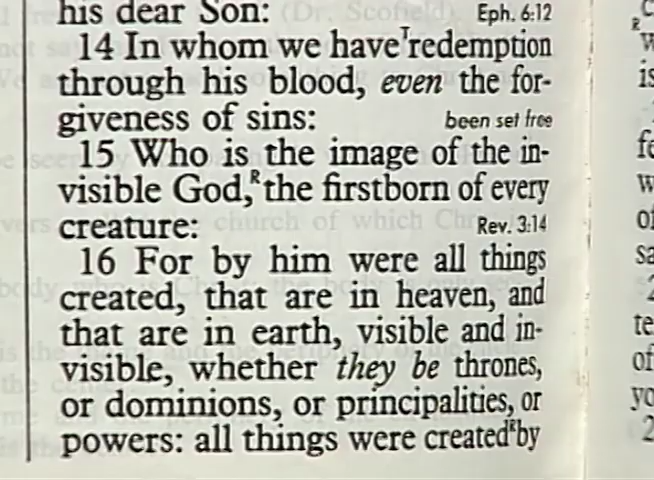 his dear Son: Eph. 6:12
14 In whom we have ᵀredemption
through his blood, even the for-
giveness of sins: been set free
15 Who is the image of the in-
visible God, ᴿthe firstborn of every
creature: Rev. 3:14
16 For by him were all things
created, that are in heaven, and
that are in earth, visible and in-
visible, whether they be thrones,
or dominions, or principalities, or
powers: all things were created ᴿby